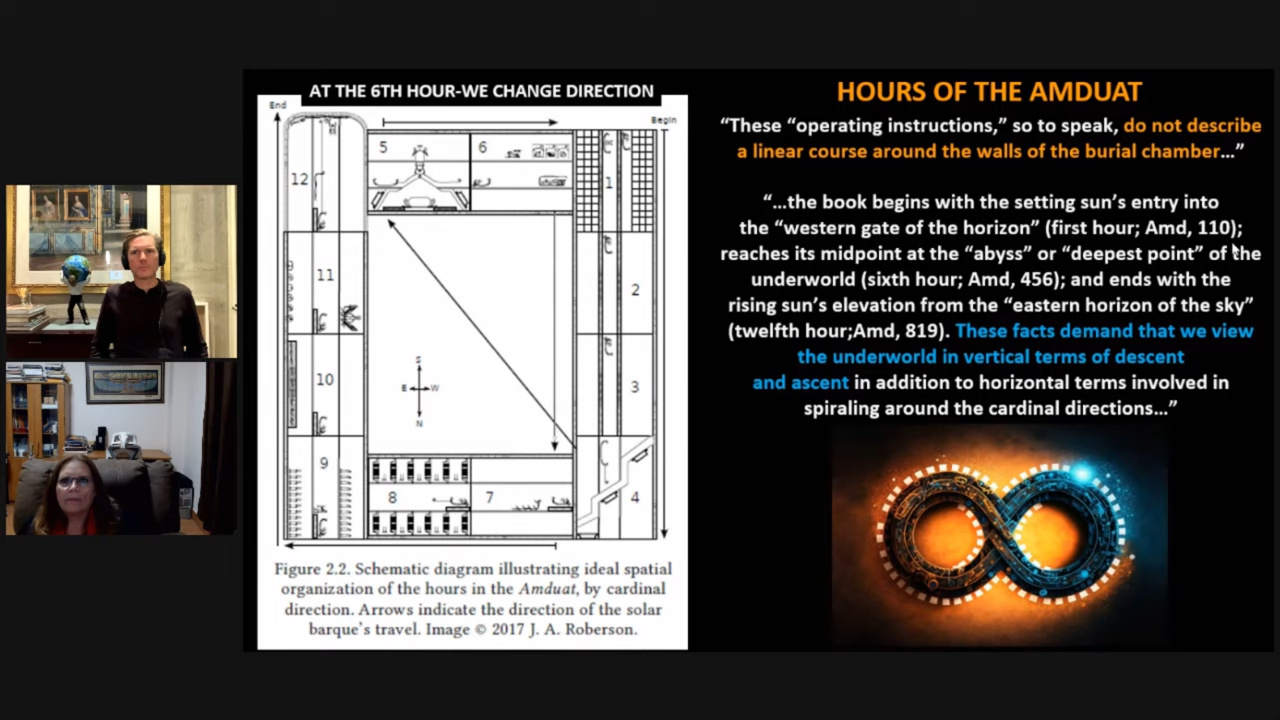 AT THE 6TH HOUR-WE CHANGE DIRECTION
End
Begin
5
6
1
12
11
2
10
3
S
E W
N
9
8
7
4
Figure 2.2. Schematic diagram illustrating ideal spatial
organization of the hours in the Amduat, by cardinal
direction. Arrows indicate the direction of the solar
barque's travel. Image © 2017 J. A. Roberson.
HOURS OF THE AMDUAT
“These “operating instructions,” so to speak, do not describe
a linear course around the walls of the burial chamber…”
“…the book begins with the setting sun’s entry into
the “western gate of the horizon” (first hour; Amd, 110);
reaches its midpoint at the “abyss” or “deepest point” of the
underworld (sixth hour; Amd, 456); and ends with the
rising sun’s elevation from the “eastern horizon of the sky”
(twelfth hour;Amd, 819). These facts demand that we view
the underworld in vertical terms of descent
and ascent in addition to horizontal terms involved in
spiraling around the cardinal directions…”